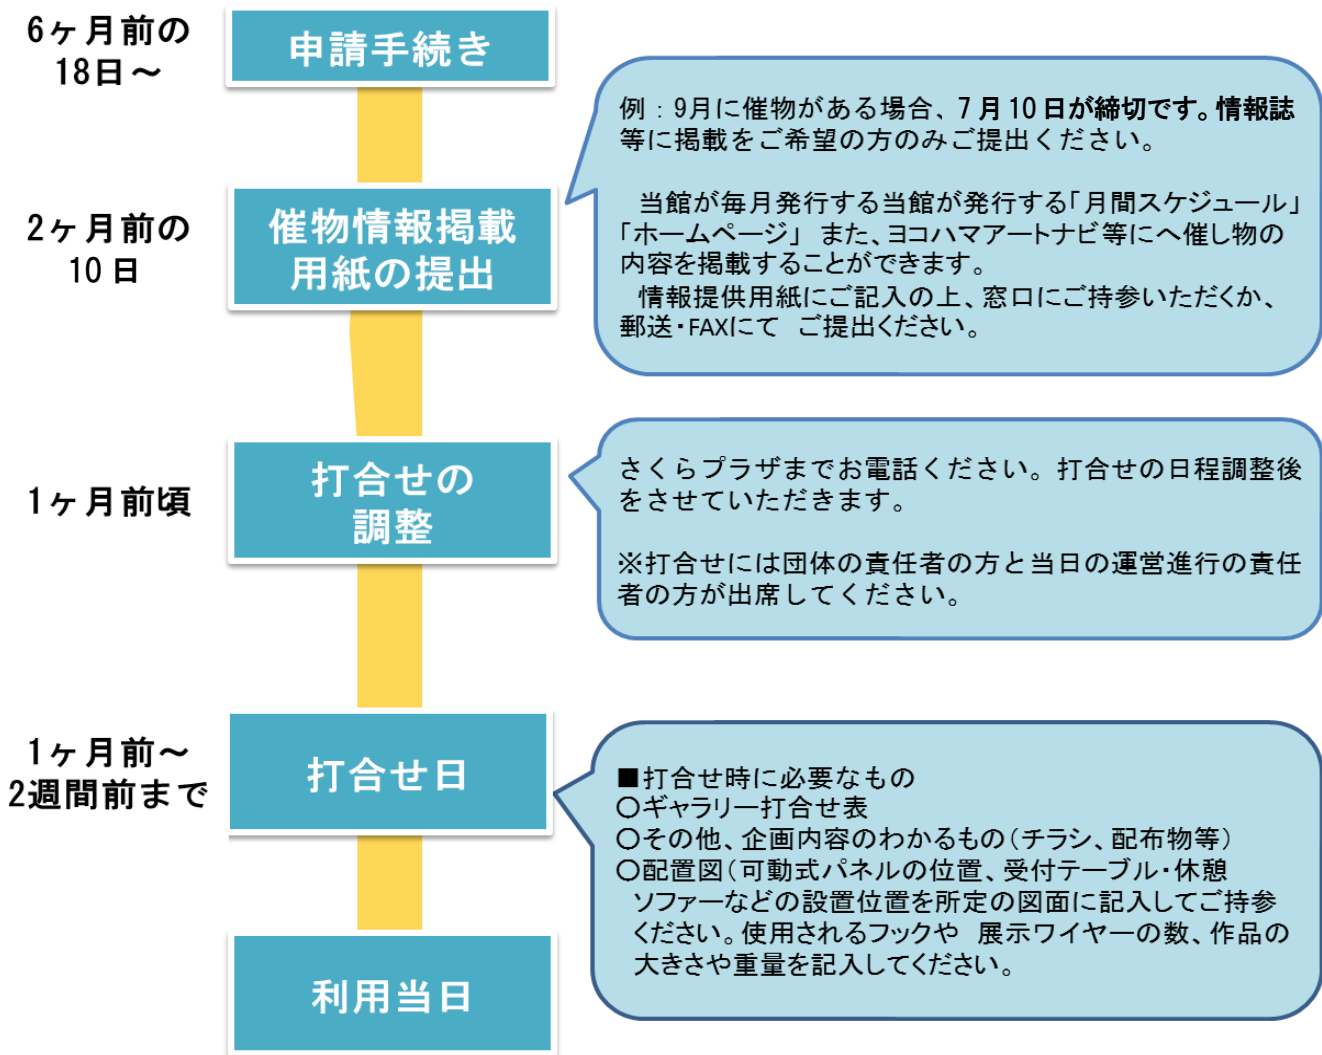 6ヶ月前の
18日～
申請手続き
例：9月に催物がある場合、7月10日が締切です。情報誌
等に掲載をご希望の方のみご提出ください。
当館が毎月発行する当館が発行する「月間スケジュール」
「ホームページ」 また、ヨコハマアートナビ等にへ催し物の
内容を掲載することができます。
情報提供用紙にご記入の上、窓口にご持参いただくか、
郵送・FAXにて ご提出ください。
2ヶ月前の
10日
催物情報掲載
用紙の提出
1ヶ月前頃
打合せの
調整
さくらプラザまでお電話ください。打合せの日程調整後
をさせていただきます。
※打合せには団体の責任者の方と当日の運営進行の責任
者の方が出席してください。
1ヶ月前～
2週間前まで
打合せ日
■打合せ時に必要なもの
○ギャラリー打合せ表
○その他、企画内容のわかるもの（チラシ、配布物等）
○配置図（可動式パネルの位置、受付テーブル・休憩
ソファーなどの設置位置を所定の図面に記入してご持参
ください。使用されるフックや 展示ワイヤーの数、作品の
大きさや重量を記入してください。
利用当日